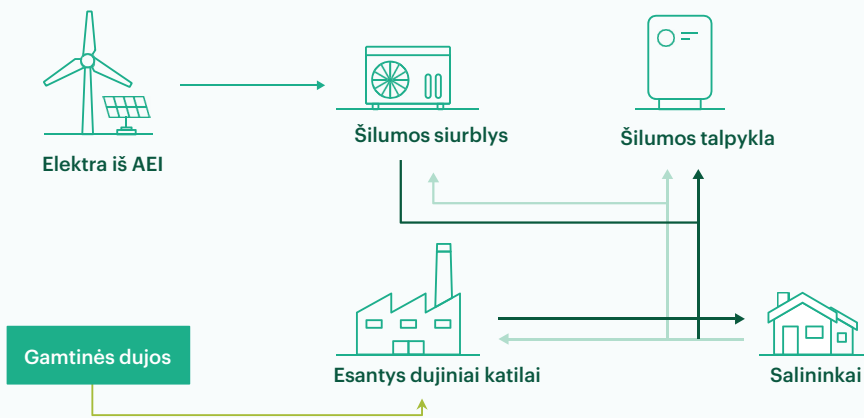 Elektra iš AEI
Šilumos siurblys
Šilumos talpykla
Gamtinės dujos
Esantys dujiniai katilai
Salininkai